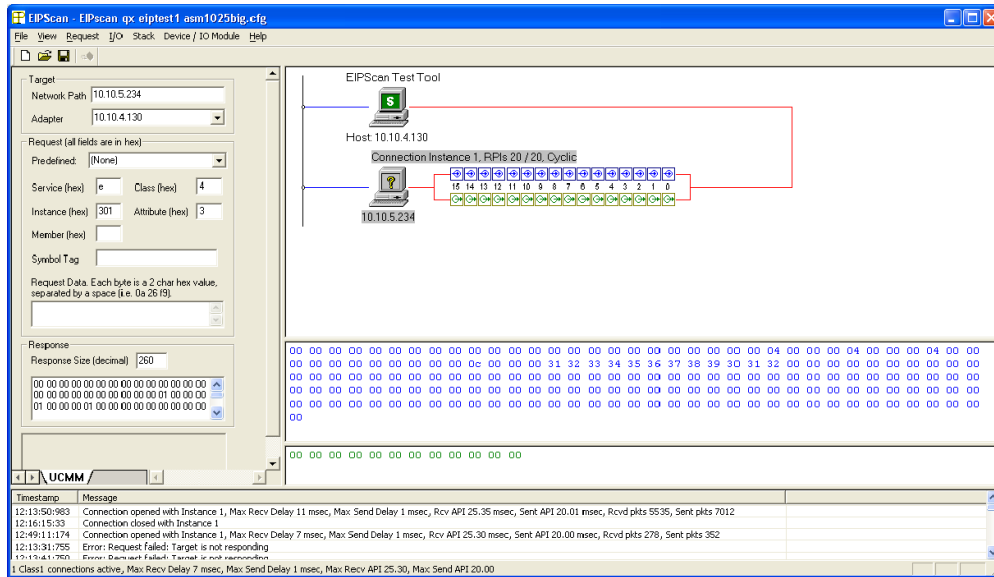 EIPScan - EIPscan qx eiptest1 asm1025big.cfg
File View Request I/O Stack Device / IO Module Help
Target
Network Path 10.10.5.234
Adapter 10.10.4.130
Request (all fields are in hex)
Predefined: (None)
Service (hex) e Class (hex) 4
Instance (hex) 301 Attribute (hex) 3
Member (hex)
Symbol Tag
Request Data. Each byte is a 2 char hex value,
separated by a space (i.e. 0a 26 f9).
Response
Response Size (decimal) 260
00 00 00 00 00 00 00 00 00 00 00 00 00 00
00 00 00 00 00 00 00 00 00 00 01 00 00 00
01 00 00 00 01 00 00 00 00 00 00 00 00 00
UCMM
EIPScan Test Tool
S
Host: 10.10.4.130
Connection Instance 1, RPIs 20 / 20, Cyclic
?
15 14 13 12 11 10 9 8 7 6 5 4 3 2 1 0
10.10.5.234
00 00 00 00 00 00 00 00 00 00 00 00 00 00 00 00 00 00 00 00 00 00 00 00 04 00 00 00 04 00 00 00 04 00 00
00 00 00 00 00 00 00 00 00 0c 00 00 00 31 32 33 34 35 36 37 38 39 30 31 32 00 00 00 00 00 00 00 00 00 00
00 00 00 00 00 00 00 00 00 00 00 00 00 00 00 00 00 00 00 00 00 00 00 00 00 00 00 00 00 00 00 00 00 00 00
00 00 00 00 00 00 00 00 00 00 00 00 00 00 00 00 00 00 00 00 00 00 00 00 00 00 00 00 00 00 00 00 00 00 00
00 00 00 00 00 00 00 00 00 00 00 00 00 00 00 00 00 00 00 00 00 00 00 00 00 00 00 00 00 00 00 00 00 00 00
00
00 00 00 00 00 00 00 00 00 00 00 00
Timestamp Message
12:13:50:983 Connection opened with Instance 1, Max Recv Delay 11 msec, Max Send Delay 1 msec, Rcv API 25.35 msec, Sent API 20.01 msec, Rcvd pkts 5535, Sent pkts 7012
12:16:15:33 Connection closed with Instance 1
12:49:11:174 Connection opened with Instance 1, Max Recv Delay 7 msec, Max Send Delay 1 msec, Rcv API 25.30 msec, Sent API 20.00 msec, Rcvd pkts 278, Sent pkts 352
12:13:31:755 Error: Request failed: Target is not responding
12:13:41:750 Error: Request failed: Target is not responding
1 Class1 connections active, Max Recv Delay 7 msec, Max Send Delay 1 msec, Max Recv API 25.30, Max Send API 20.00